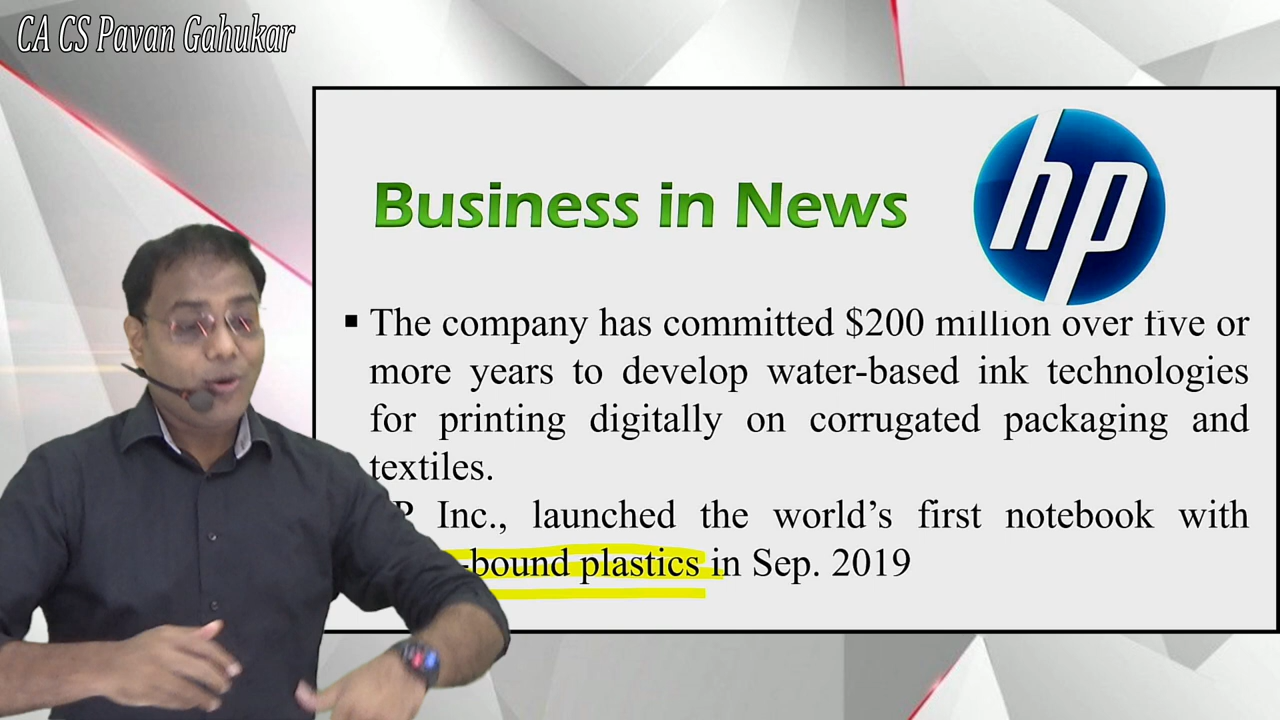 CA CS Pavan Gahukar
hp
Business in News
▪ The company has committed $200 million over five or
more years to develop water-based ink technologies
for printing digitally on corrugated packaging and
textiles.
P Inc., launched the world's first notebook with
-bound plastics in Sep. 2019